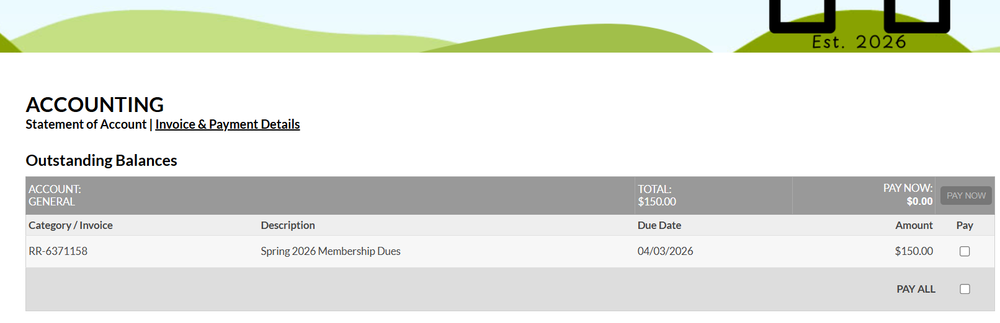 Est. 2026
ACCOUNTING
Statement of Account | Invoice & Payment Details
Outstanding Balances
ACCOUNT:
GENERAL
TOTAL:
$150.00
PAY NOW:
$0.00
PAY NOW
Category / Invoice Description Due Date Amount Pay
RR-6371158 Spring 2026 Membership Dues 04/03/2026 $150.00
PAY ALL